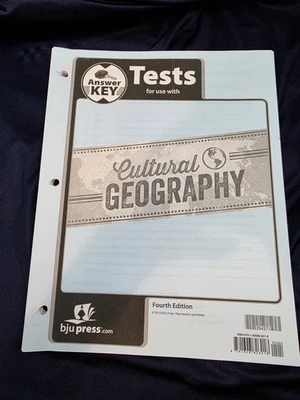 Answer
KEY
Tests
for use with
Cultural
GEOGRAPHY
Fourth Edition
bju press.com